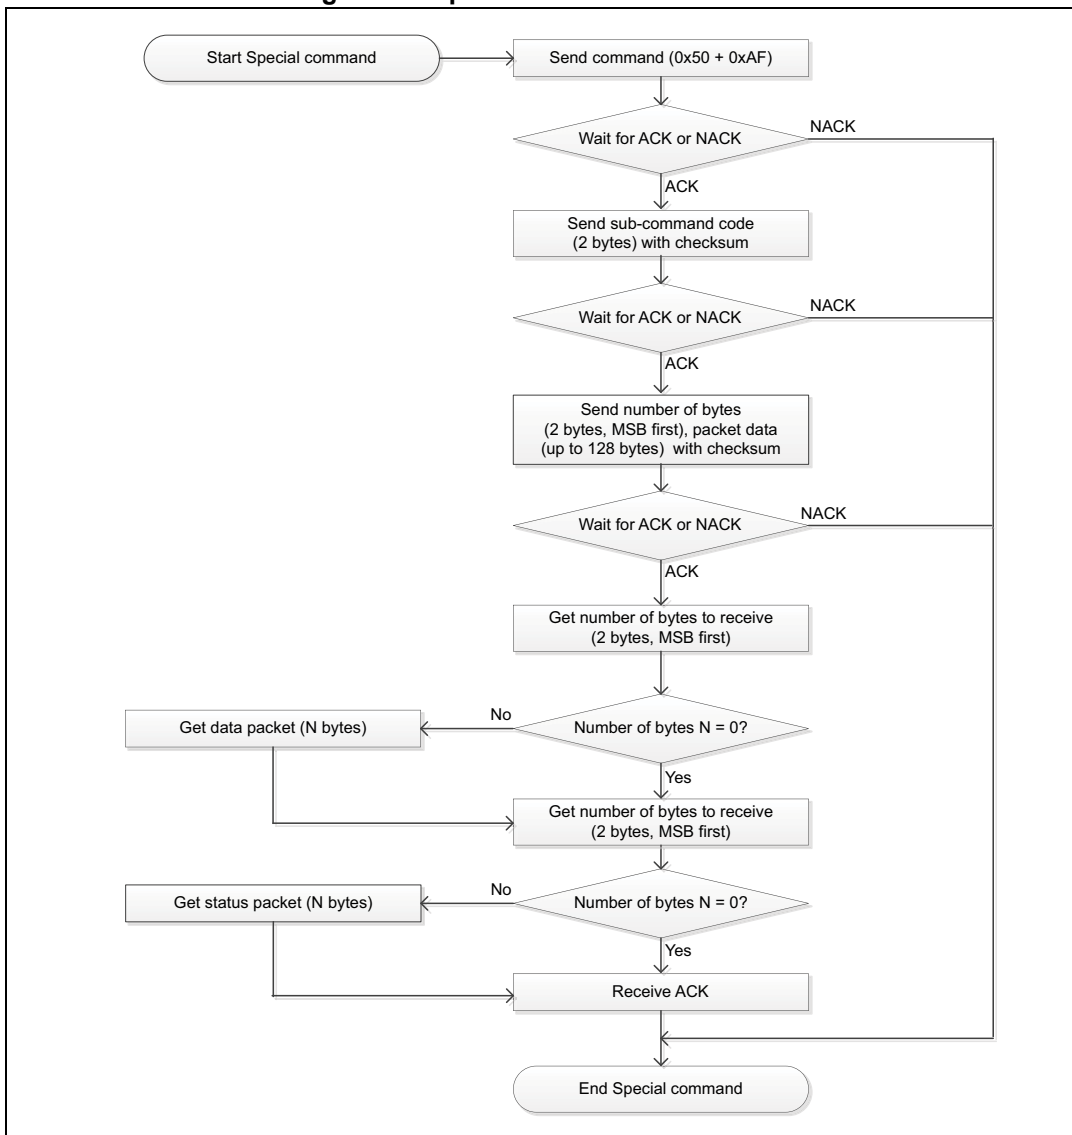 Start Special command
Send command (0x50 + 0xAF)
Wait for ACK or NACK
NACK
ACK
Send sub-command code
(2 bytes) with checksum
Wait for ACK or NACK
NACK
ACK
Send number of bytes
(2 bytes, MSB first), packet data
(up to 128 bytes) with checksum
Wait for ACK or NACK
NACK
ACK
Get number of bytes to receive
(2 bytes, MSB first)
Get data packet (N bytes)
No
Number of bytes N = 0?
Yes
Get number of bytes to receive
(2 bytes, MSB first)
Get status packet (N bytes)
No
Number of bytes N = 0?
Yes
Receive ACK
End Special command